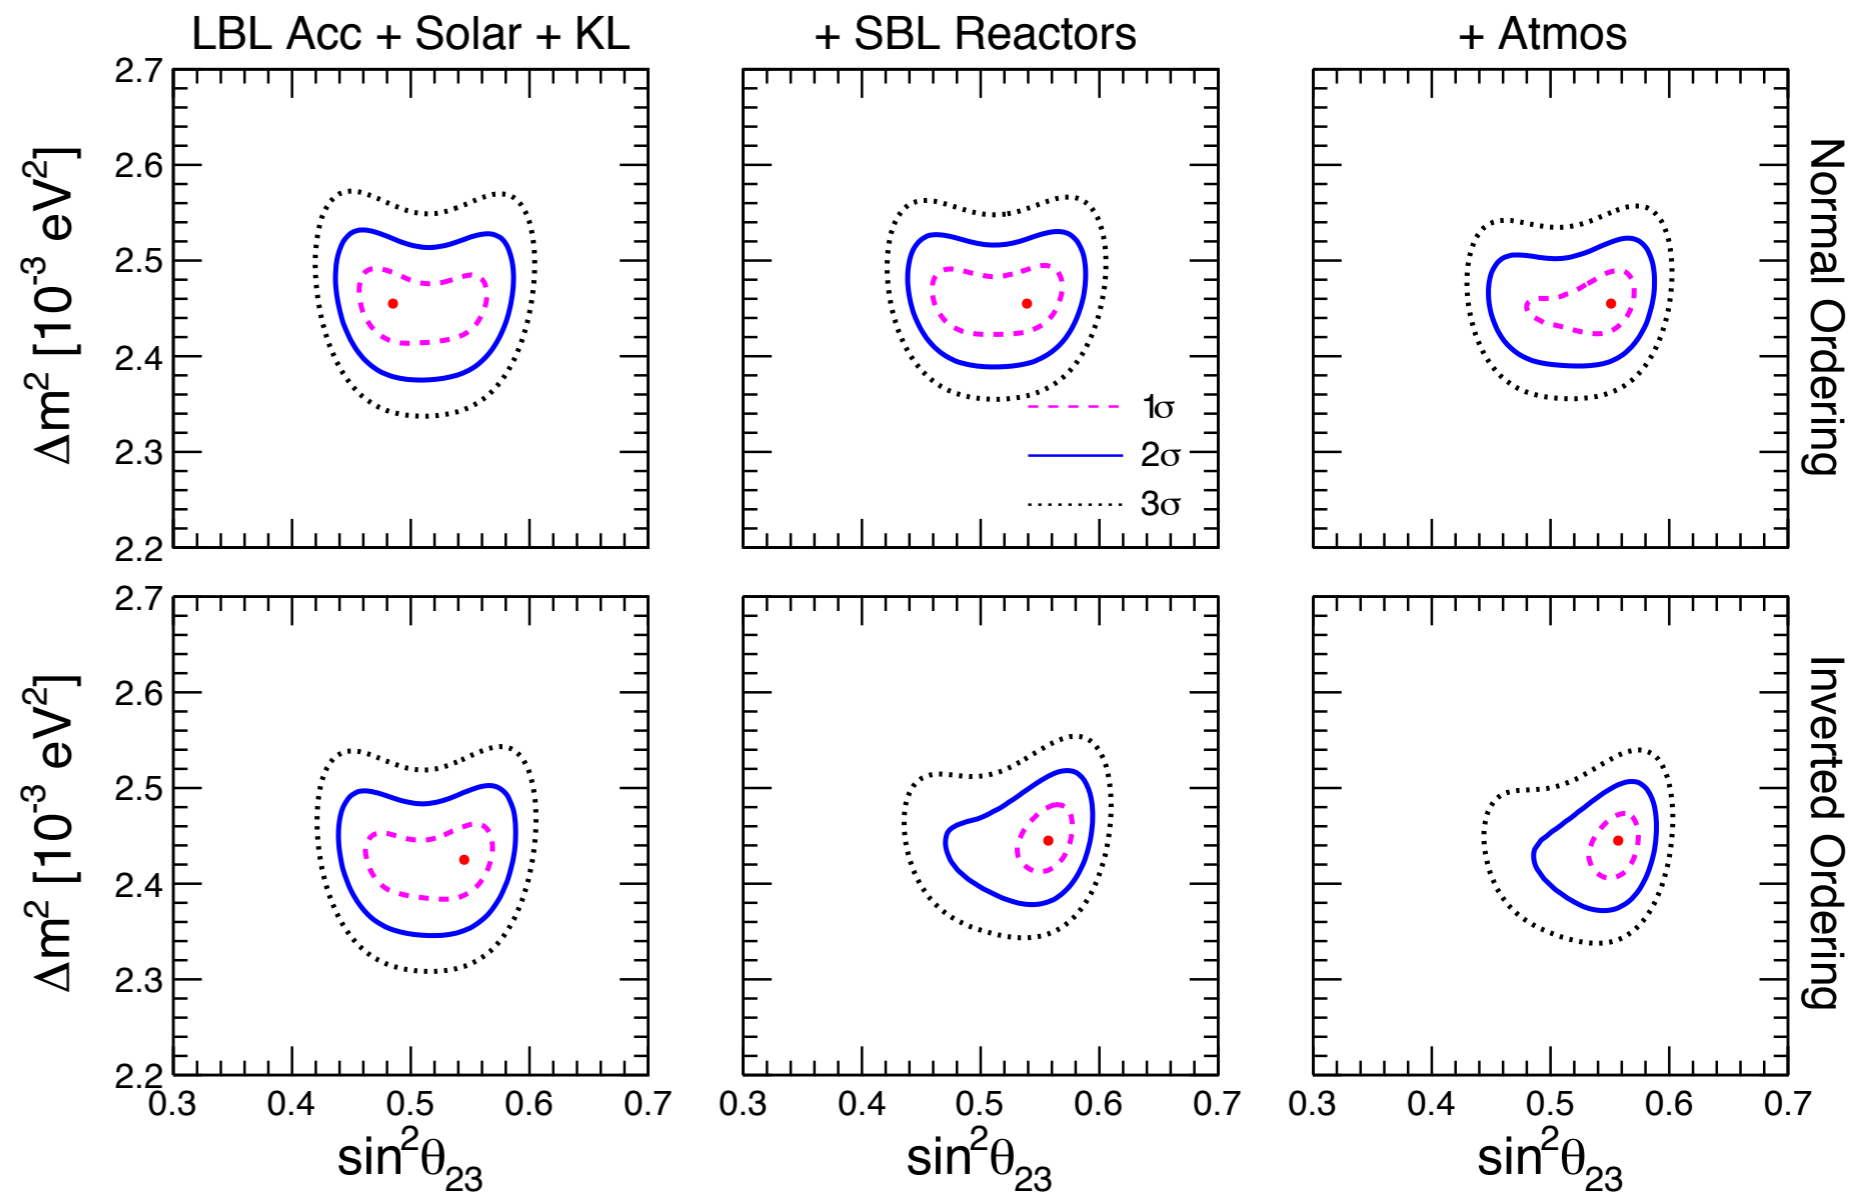 LBL Acc + Solar + KL
+ SBL Reactors
+ Atmos
2.7
2.6
2.5
2.4
2.3
2.2
Δm² [10⁻³ eV²]
1σ
2σ
3σ
Normal Ordering
2.7
2.6
2.5
2.4
2.3
2.2
Δm² [10⁻³ eV²]
Inverted Ordering
0.3 0.4 0.5 0.6 0.7
0.3 0.4 0.5 0.6 0.7
0.3 0.4 0.5 0.6 0.7
sin²θ₂₃
sin²θ₂₃
sin²θ₂₃